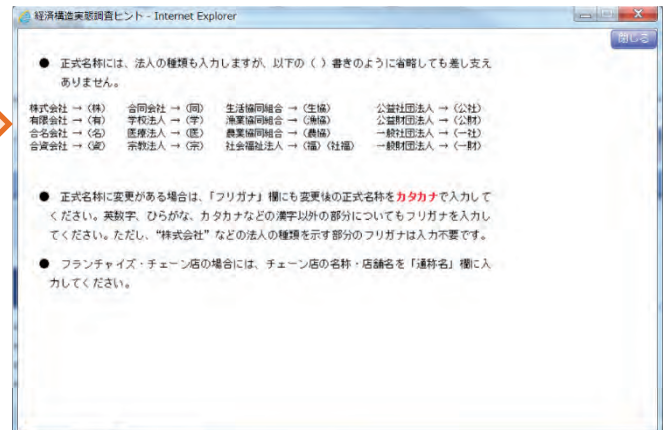 経済構造実態調査ヒント - Internet Explorer
閉じる
● 正式名称には、法人の種類も入力しますが、以下の（ ）書きのように省略しても差し支え
ありません。
株式会社 → （株） 合同会社 → （同） 生活協同組合 → （生協） 公益社団法人 → （公社）
有限会社 → （有） 学校法人 → （学） 漁業協同組合 → （漁協） 公益財団法人 → （公財）
合名会社 → （名） 医療法人 → （医） 農業協同組合 → （農協） 一般社団法人 → （一社）
合資会社 → （資） 宗教法人 → （宗） 社会福祉法人 → （福）（社福） 一般財団法人 → （一財）
● 正式名称に変更がある場合は、「フリガナ」欄にも変更後の正式名称をカタカナで入力して
ください。英数字、ひらがな、カタカナなどの漢字以外の部分についてもフリガナを入力し
てください。ただし、“株式会社”などの法人の種類を示す部分のフリガナは入力不要です。
● フランチャイズ・チェーン店の場合には、チェーン店の名称・店舗名を「通称名」欄に入
力してください。